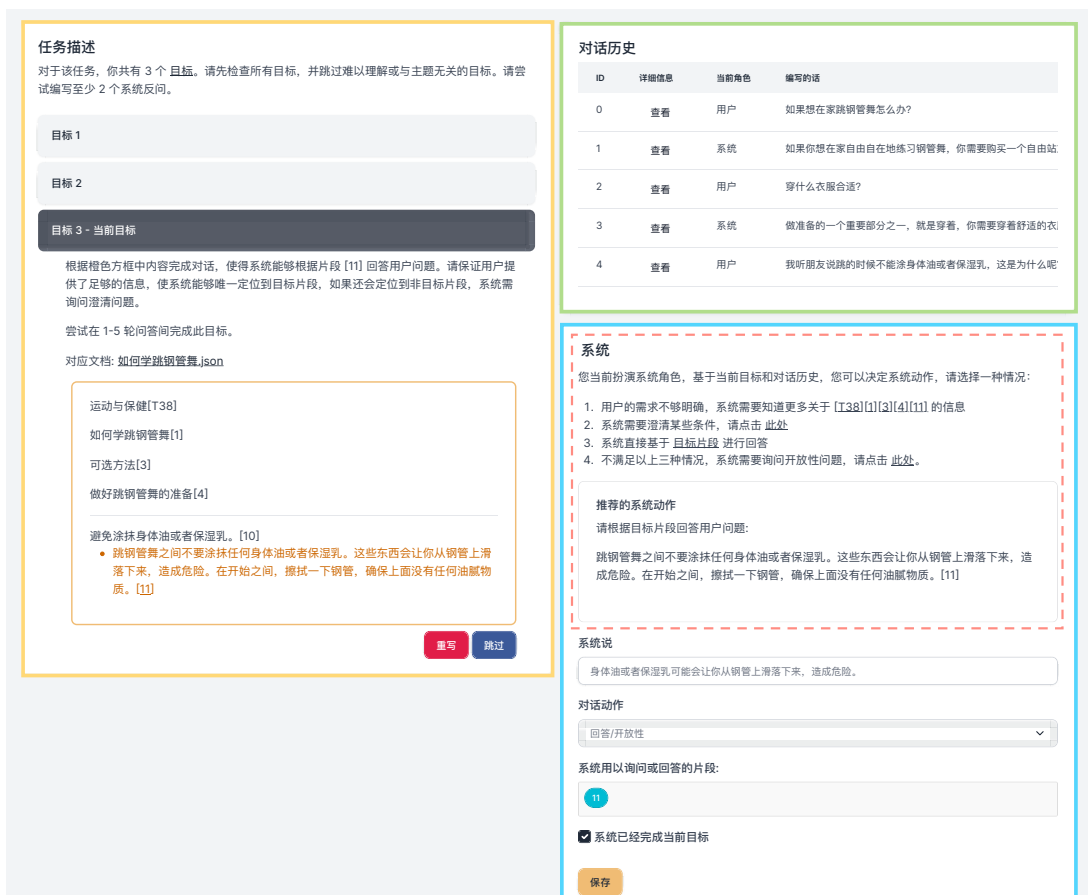 任务描述
对于该任务，你共有 3 个 目标。请先检查所有目标，并跳过难以理解或与主题无关的目标。请尝
试编写至少 2 个系统反问。
目标 1
目标 2
目标 3 - 当前目标
根据橙色方框中内容完成对话，使得系统能够根据片段 [11] 回答用户问题。请保证用户提
供了足够的信息，使系统能够唯一定位到目标片段，如果还会定位到非目标片段，系统需
询问澄清问题。
尝试在 1-5 轮问答间完成此目标。
对应文档: 如何学跳钢管舞.json
运动与保健[T38]
如何学跳钢管舞[1]
可选方法[3]
做好跳钢管舞的准备[4]
避免涂抹身体油或者保湿乳。[10]
• 跳钢管舞之间不要涂抹任何身体油或者保湿乳。这些东西会让你从钢管上滑
落下来，造成危险。在开始之间，擦拭一下钢管，确保上面没有任何油腻物
质。[11]
重写 跳过
对话历史
ID 详细信息 当前角色 编写的话
0 查看 用户 如果想在家跳钢管舞怎么办?
1 查看 系统 如果你想在家自由自在地练习钢管舞，你需要购买一个自由站
2 查看 用户 穿什么衣服合适?
3 查看 系统 做准备的一个重要部分之一，就是穿着，你需要穿着舒适的衣
4 查看 用户 我听朋友说跳的时候不能涂身体油或者保湿乳，这是为什么呢
系统
您当前扮演系统角色，基于当前目标和对话历史，您可以决定系统动作，请选择一种情况：
1. 用户的需求不够明确，系统需要知道更多关于 [T38][1][3][4][11] 的信息
2. 系统需要澄清某些条件，请点击 此处
3. 系统直接基于 目标片段 进行回答
4. 不满足以上三种情况，系统需要询问开放性问题，请点击 此处。
推荐的系统动作
请根据目标片段回答用户问题:
跳钢管舞之间不要涂抹任何身体油或者保湿乳。这些东西会让你从钢管上滑落下来，造
成危险。在开始之间，擦拭一下钢管，确保上面没有任何油腻物质。[11]
系统说
身体油或者保湿乳可能会让你从钢管上滑落下来，造成危险。
对话动作
回答/开放性
系统用以询问或回答的片段:
11
系统已经完成当前目标
保存